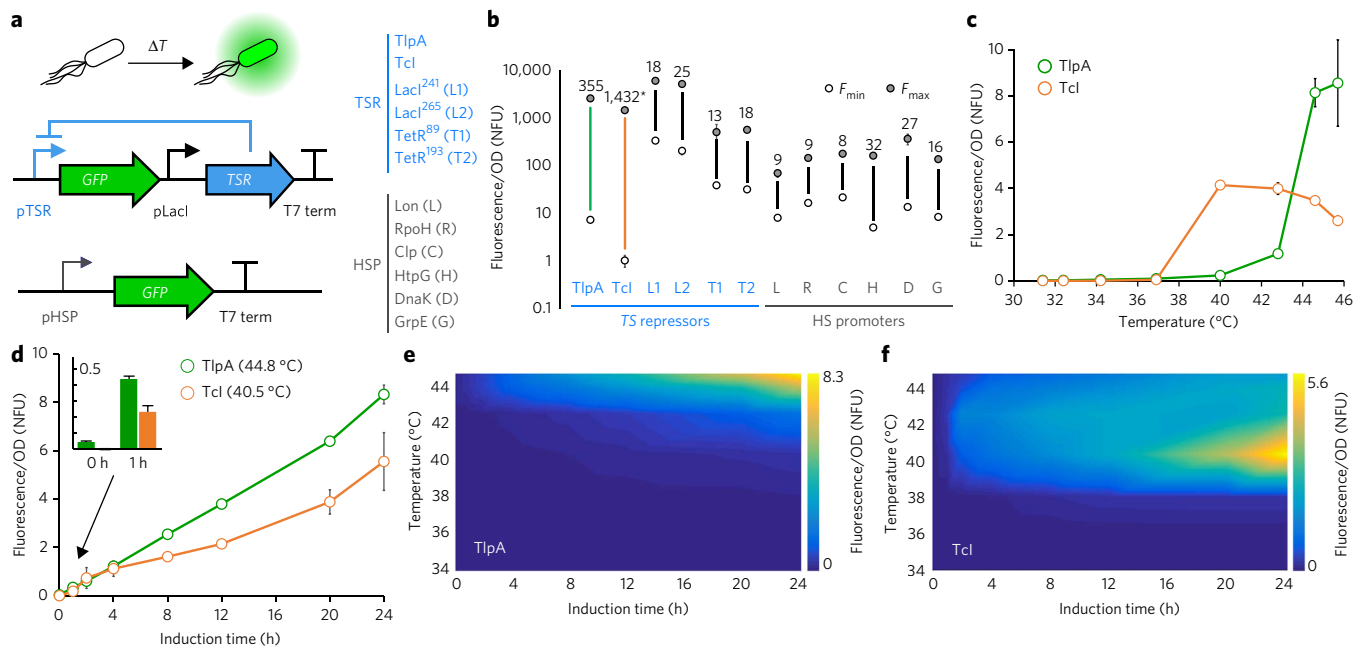 a
ΔT
GFP
TSR
pTSR
pLacI
T7 term
GFP
pHSP
T7 term
TSR
TlpA
TcI
LacI241 (L1)
LacI265 (L2)
TetR89 (T1)
TetR193 (T2)
HSP
Lon (L)
RpoH (R)
Clp (C)
HtpG (H)
DnaK (D)
GrpE (G)
b
Fluorescence/OD (NFU)
10,000
1,000
100
10
1
0.1
355
1,432*
18
25
13
18
9
9
8
32
27
16
Fmin
Fmax
TlpA TcI L1 L2 T1 T2 L R C H D G
TS repressors
HS promoters
c
Fluorescence/OD (NFU)
10
8
6
4
2
0
TlpA
TcI
30 32 34 36 38 40 42 44 46
Temperature (°C)
d
Fluorescence/OD (NFU)
10
8
6
4
2
0
0.5
0 h 1 h
TlpA (44.8 °C)
TcI (40.5 °C)
0 4 8 12 16 20 24
Induction time (h)
e
Temperature (°C)
44
42
40
38
36
34
TlpA
0 4 8 12 16 20 24
Induction time (h)
8.3
0
Fluorescence/OD (NFU)
f
Temperature (°C)
44
42
40
38
36
34
TcI
0 4 8 12 16 20 24
Induction time (h)
5.6
0
Fluorescence/OD (NFU)